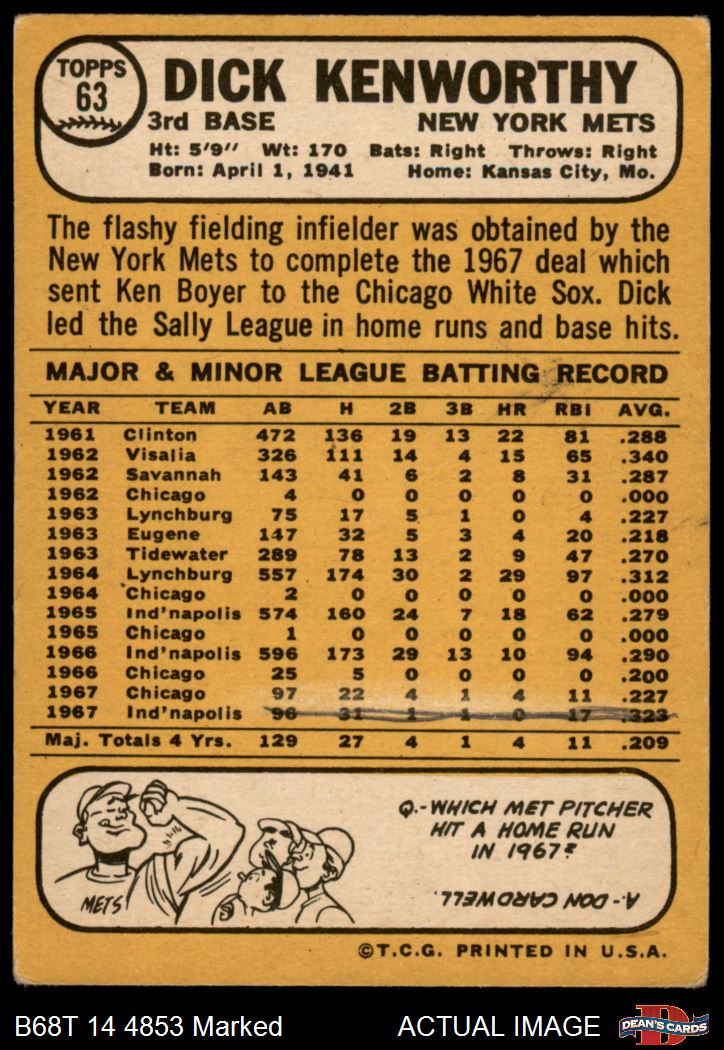 TOPPS
63
DICK KENWORTHY
3rd BASE NEW YORK METS
Ht: 5'9" Wt: 170 Bats: Right Throws: Right
Born: April 1, 1941 Home: Kansas City, Mo.
The flashy fielding infielder was obtained by the
New York Mets to complete the 1967 deal which
sent Ken Boyer to the Chicago White Sox. Dick
led the Sally League in home runs and base hits.
MAJOR & MINOR LEAGUE BATTING RECORD
YEAR TEAM AB H 2B 3B HR RBI AVG.
1961 Clinton 472 136 19 13 22 81 .288
1962 Visalia 326 111 14 4 15 65 .340
1962 Savannah 143 41 6 2 8 31 .287
1962 Chicago 4 0 0 0 0 0 .000
1963 Lynchburg 75 17 5 1 0 4 .227
1963 Eugene 147 32 5 3 4 20 .218
1963 Tidewater 289 78 13 2 9 47 .270
1964 Lynchburg 557 174 30 2 29 97 .312
1964 Chicago 2 0 0 0 0 0 .000
1965 Ind'napolis 574 160 24 7 18 62 .279
1965 Chicago 1 0 0 0 0 0 .000
1966 Ind'napolis 596 173 29 13 10 94 .290
1966 Chicago 25 5 0 0 0 0 .200
1967 Chicago 97 22 4 1 4 11 .227
1967 Ind'napolis 96 31 1 1 0 17 .323
Maj. Totals 4 Yrs. 129 27 4 1 4 11 .209
METS
Q.-WHICH MET PITCHER
HIT A HOME RUN
IN 1967?
A-DON CARDWELL.
©T.C.G. PRINTED IN U.S.A.
B68T 14 4853 Marked ACTUAL IMAGE
D
DEAN'S CARDS